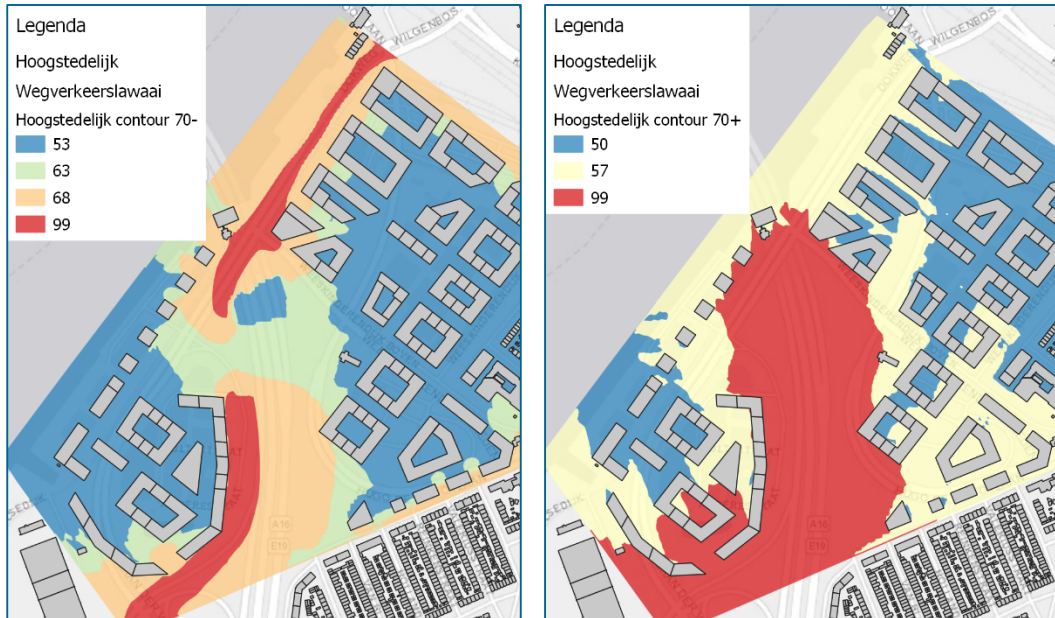 Legenda
Hoogstedelijk
Wegverkeerslawaai
Hoogstedelijk contour 70-
53
63
68
99
WILGENBOS
A16
E19
Legenda
Hoogstedelijk
Wegverkeerslawaai
Hoogstedelijk contour 70+
50
57
99
WILGENBOS
A16
E19